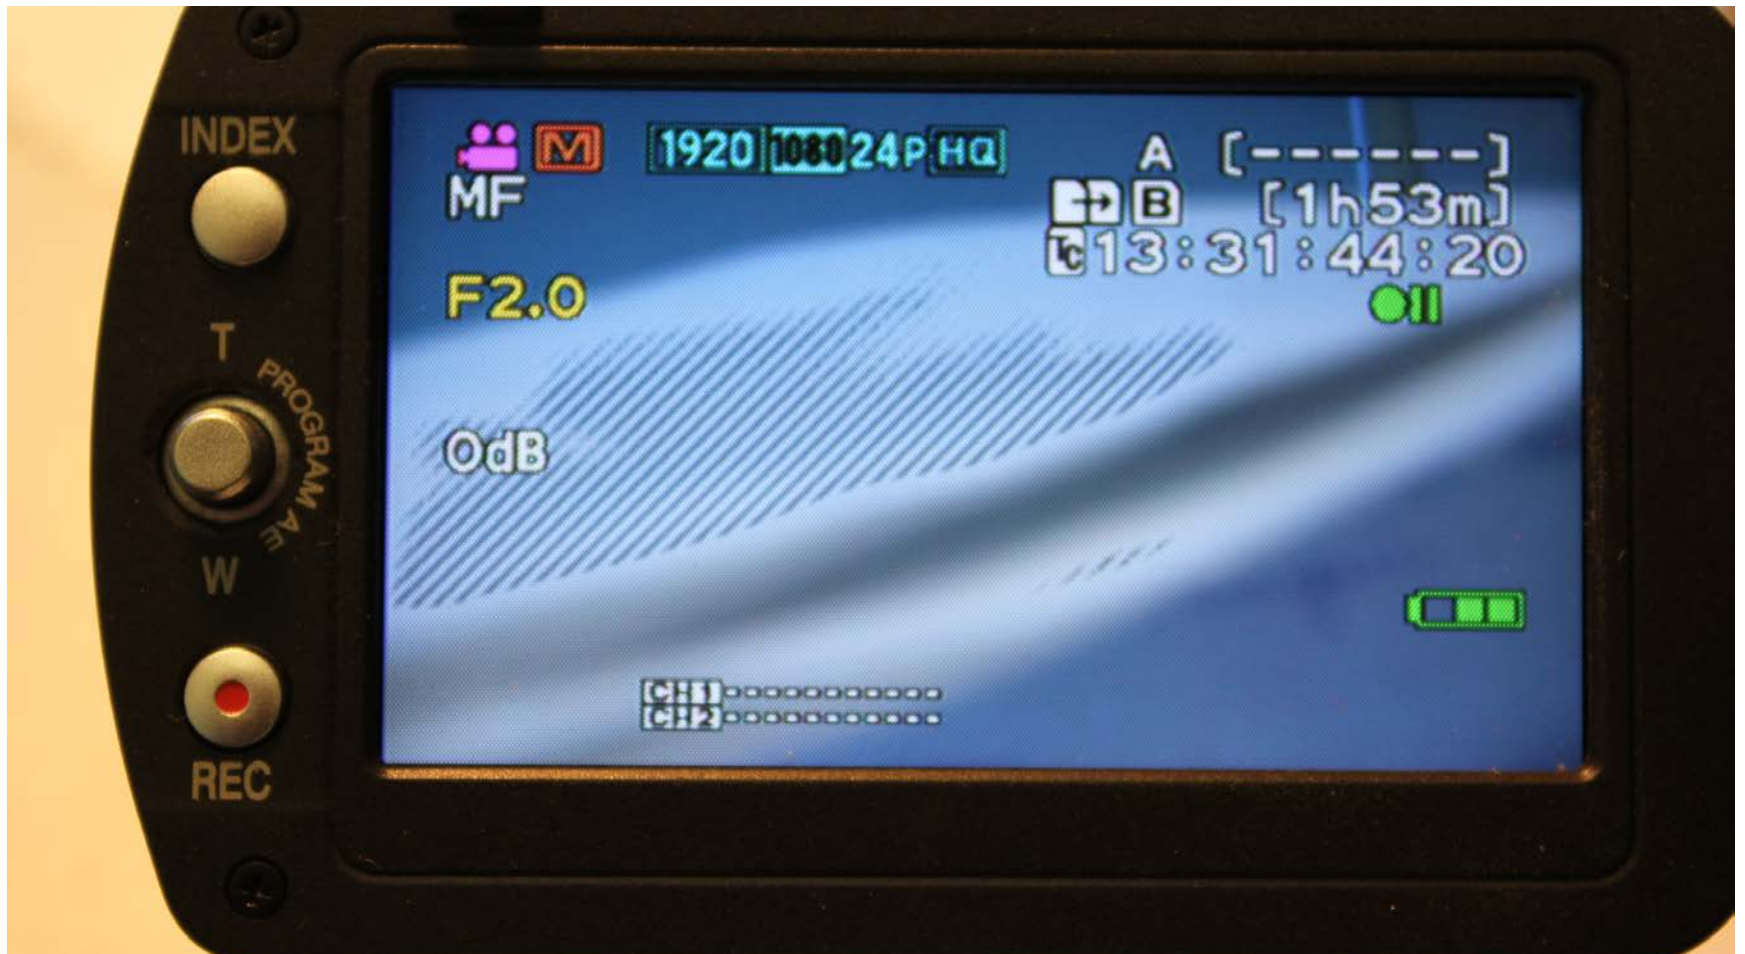 INDEX
T
PROGRAM AE
W
REC
M 1920 1080 24P HQ
MF
A [------]
B [1h53m]
TC 13:31:44:20
F2.0
0dB
CH1
CH2